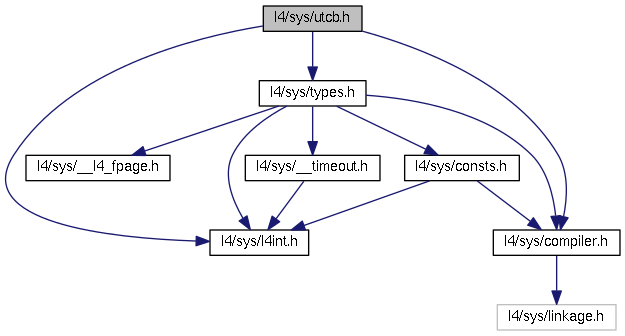 l4/sys/utcb.h
l4/sys/types.h
l4/sys/__l4_fpage.h
l4/sys/__timeout.h
l4/sys/consts.h
l4/sys/l4int.h
l4/sys/compiler.h
l4/sys/linkage.h